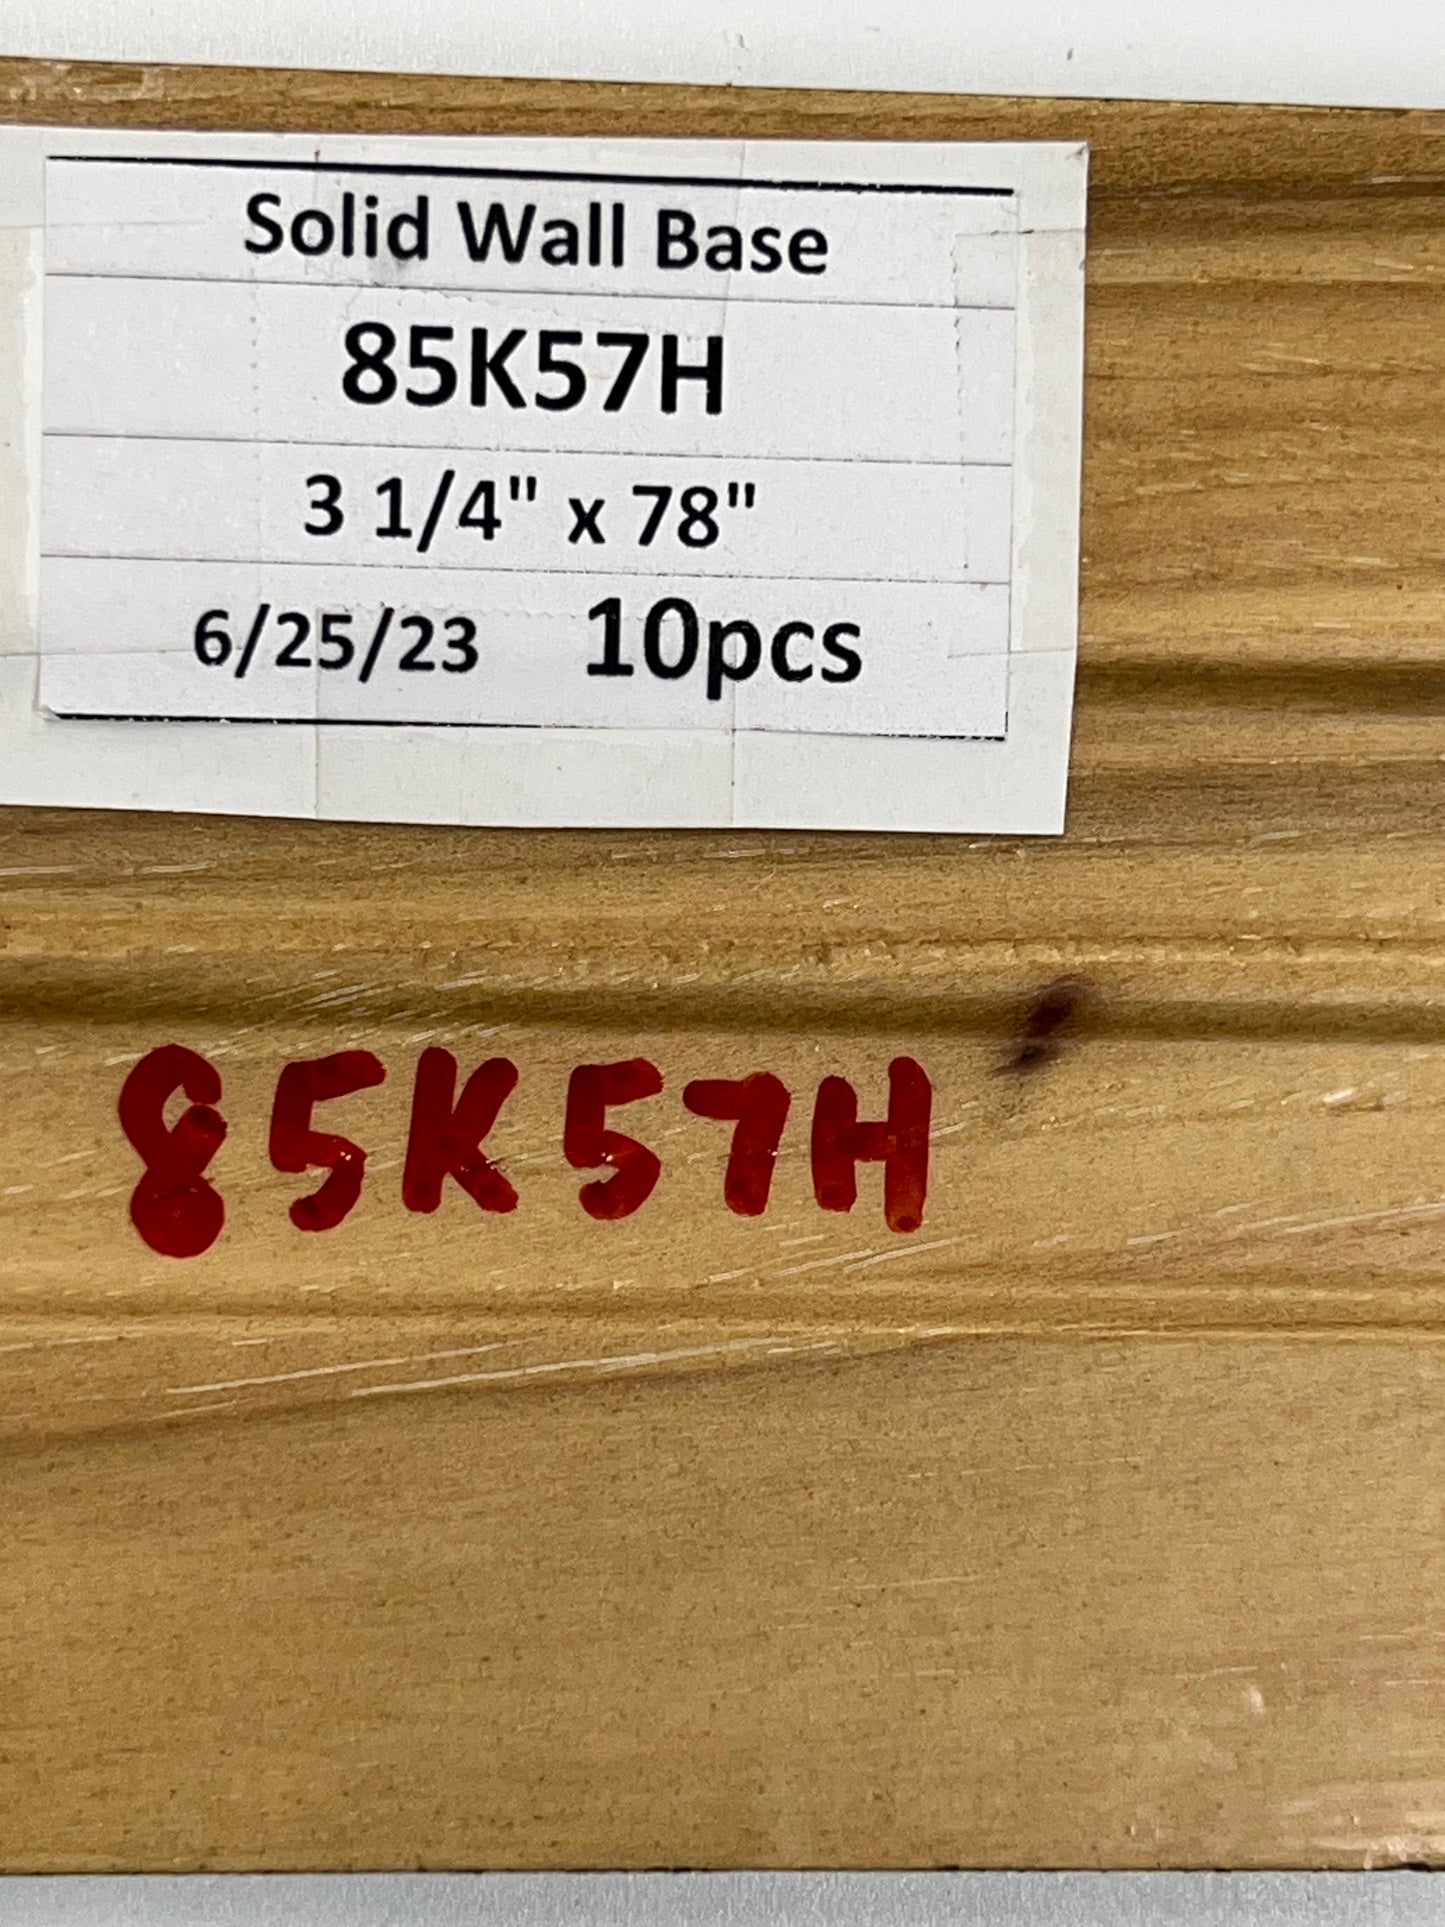 Solid Wall Base
85K57H
3 1/4" x 78"
6/25/23 10pcs
85K57H